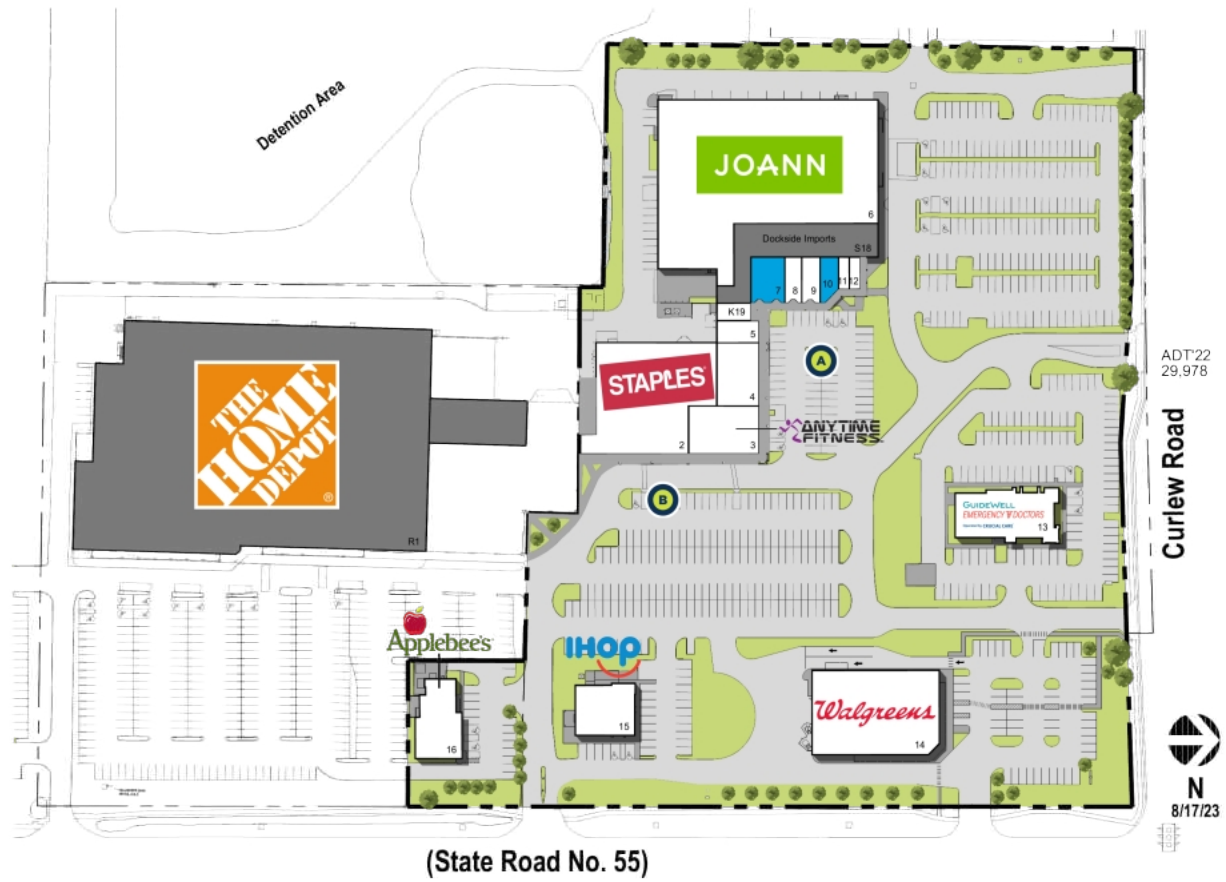 Detention Area
JOANN
6
Dockside Imports
S18
7
8
9
10
11
12
K19
5
STAPLES
4
2
3
A
ANYTIME
FITNESS
B
THE
HOME
DEPOT
R1
ADT'22
29,978
Curlew Road
GUIDEWELL
EMERGENCY DOCTORS
13
Applebee's
16
IHOP
15
Walgreens
14
N
8/17/23
(State Road No. 55)